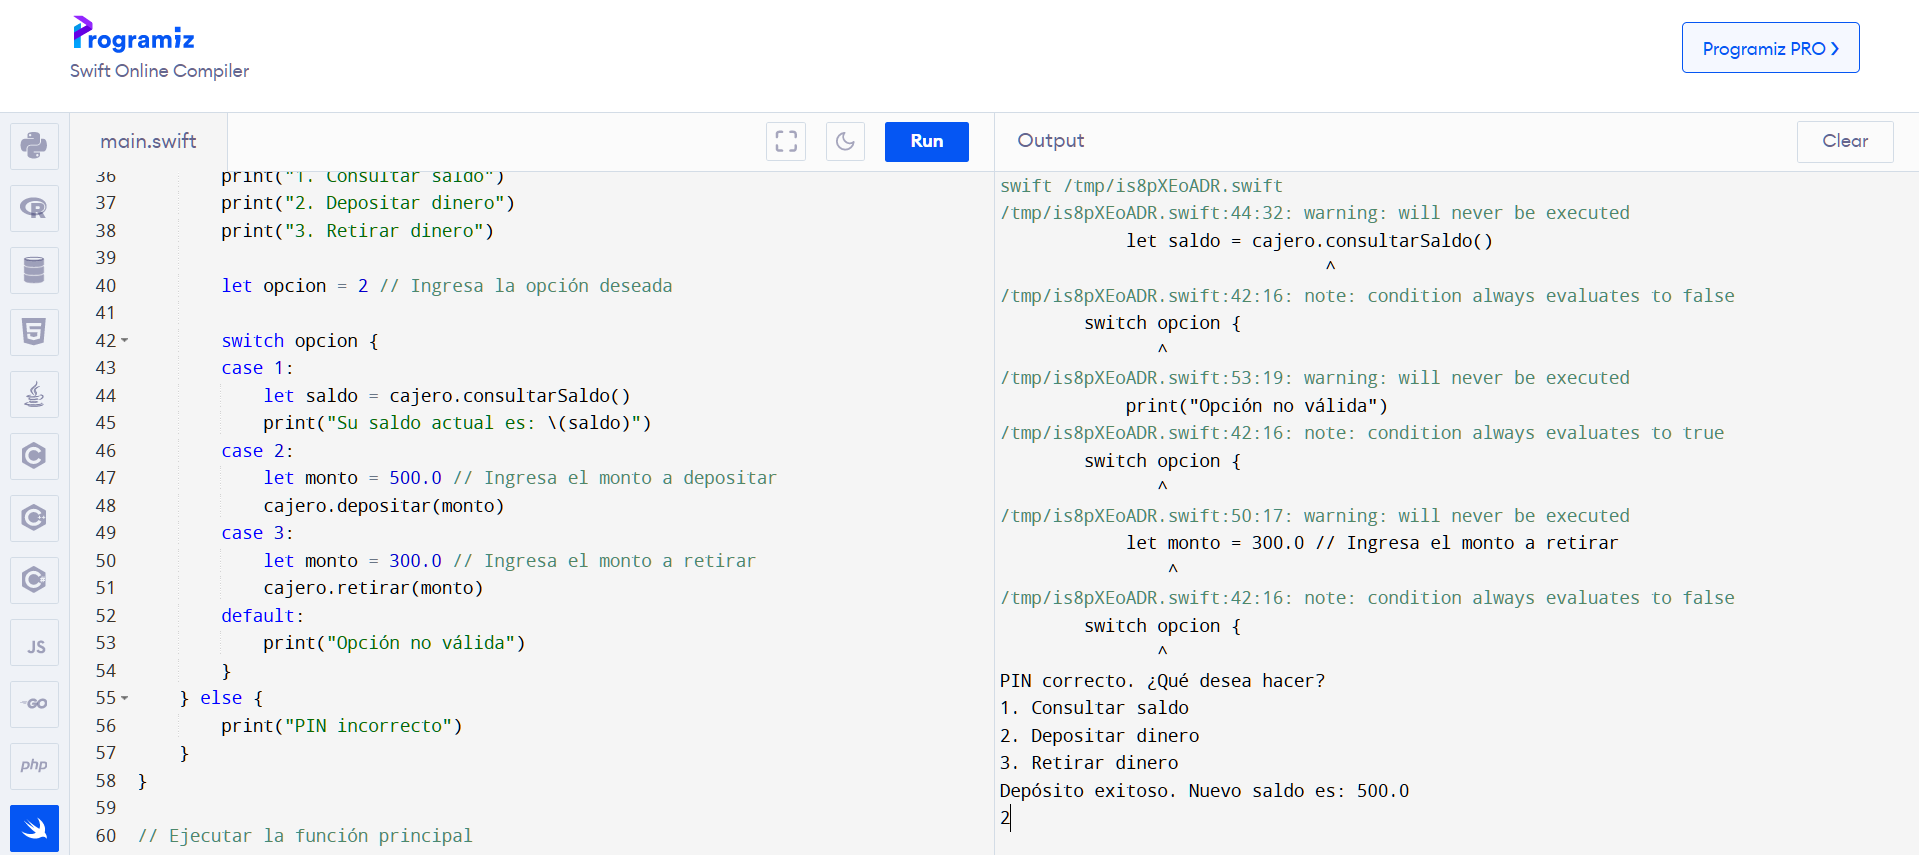 Programiz
Swift Online Compiler
Programiz PRO
main.swift
Run
Output
Clear
36 print("1. Consultar saldo")
37 print("2. Depositar dinero")
38 print("3. Retirar dinero")
39
40 let opcion = 2 // Ingresa la opción deseada
41
42 switch opcion {
43 case 1:
44 let saldo = cajero.consultarSaldo()
45 print("Su saldo actual es: \(saldo)")
46 case 2:
47 let monto = 500.0 // Ingresa el monto a depositar
48 cajero.depositar(monto)
49 case 3:
50 let monto = 300.0 // Ingresa el monto a retirar
51 cajero.retirar(monto)
52 default:
53 print("Opción no válida")
54 }
55 } else {
56 print("PIN incorrecto")
57 }
58 }
59
60 // Ejecutar la función principal
swift /tmp/is8pXEoADR.swift
/tmp/is8pXEoADR.swift:44:32: warning: will never be executed
let saldo = cajero.consultarSaldo()
^
/tmp/is8pXEoADR.swift:42:16: note: condition always evaluates to false
switch opcion {
^
/tmp/is8pXEoADR.swift:53:19: warning: will never be executed
print("Opción no válida")
/tmp/is8pXEoADR.swift:42:16: note: condition always evaluates to true
switch opcion {
^
/tmp/is8pXEoADR.swift:50:17: warning: will never be executed
let monto = 300.0 // Ingresa el monto a retirar
^
/tmp/is8pXEoADR.swift:42:16: note: condition always evaluates to false
switch opcion {
^
PIN correcto. ¿Qué desea hacer?
1. Consultar saldo
2. Depositar dinero
3. Retirar dinero
Depósito exitoso. Nuevo saldo es: 500.0
2
R
5
C
C
C
JS
GO
php